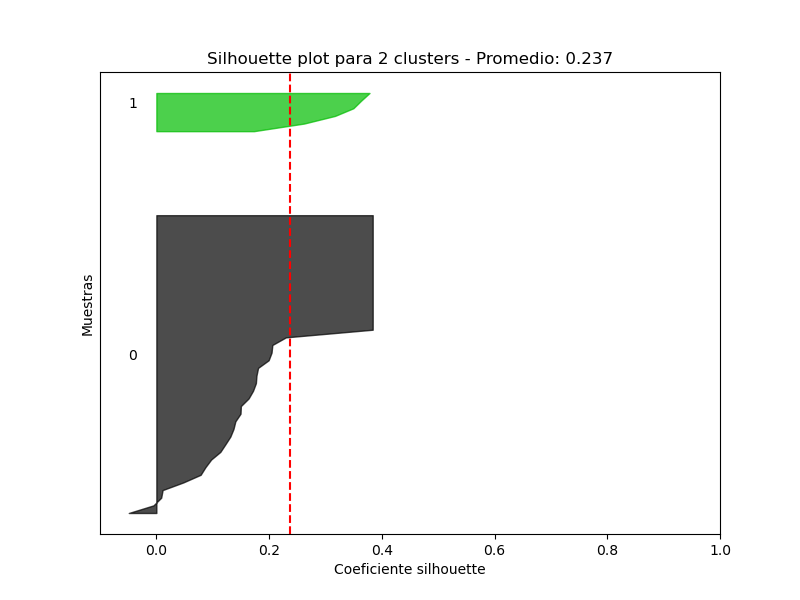 Silhouette plot para 2 clusters - Promedio: 0.237
1
0
Muestras
0.0 0.2 0.4 0.6 0.8 1.0
Coeficiente silhouette